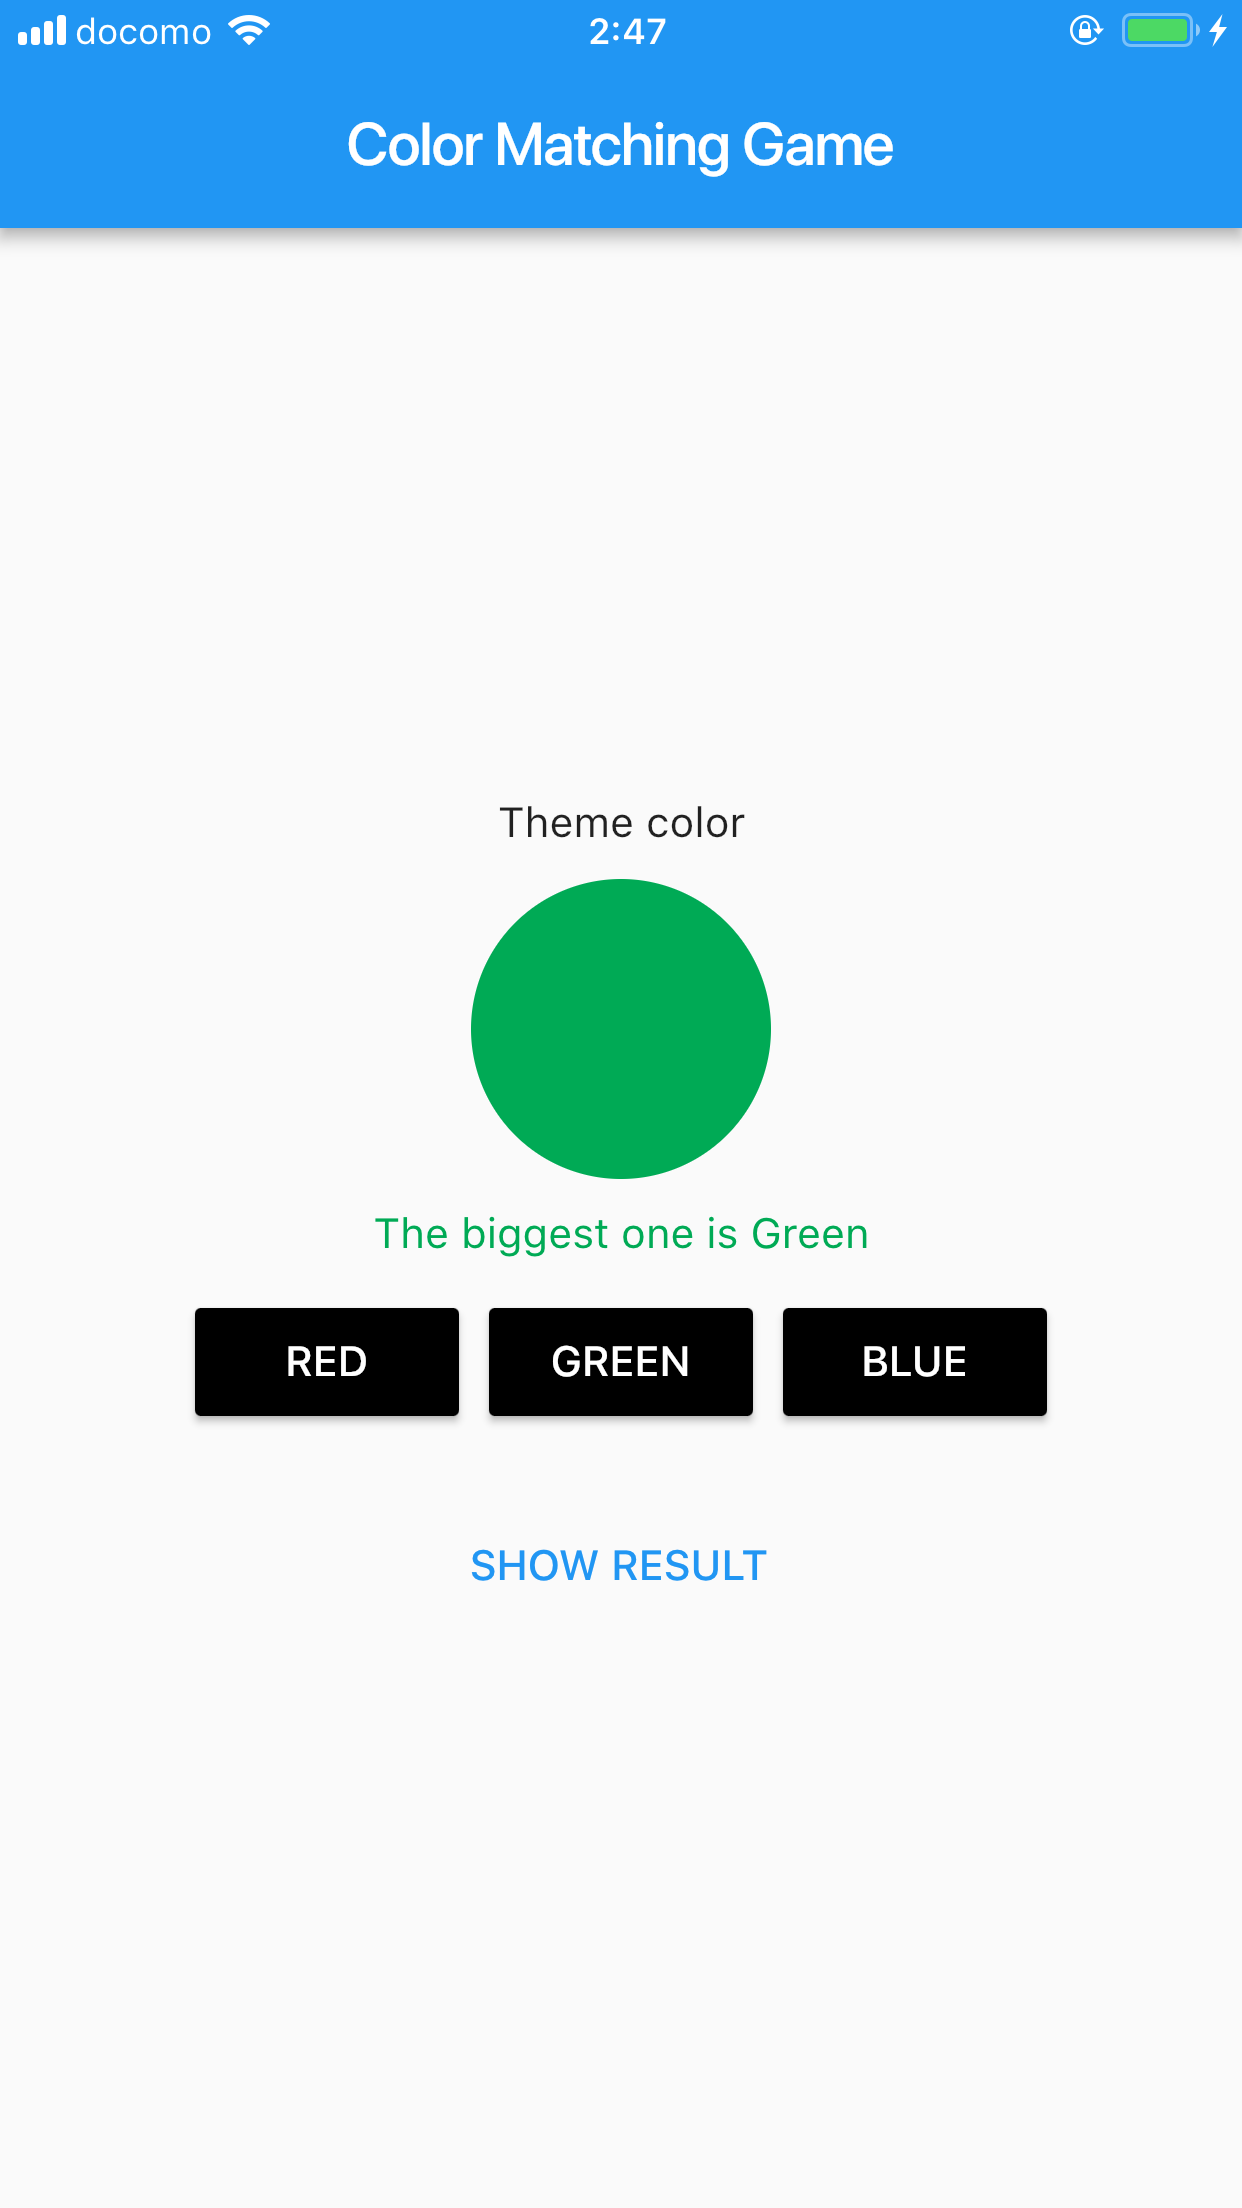 docomo 2:47
Color Matching Game
Theme color
The biggest one is Green
RED GREEN BLUE
SHOW RESULT